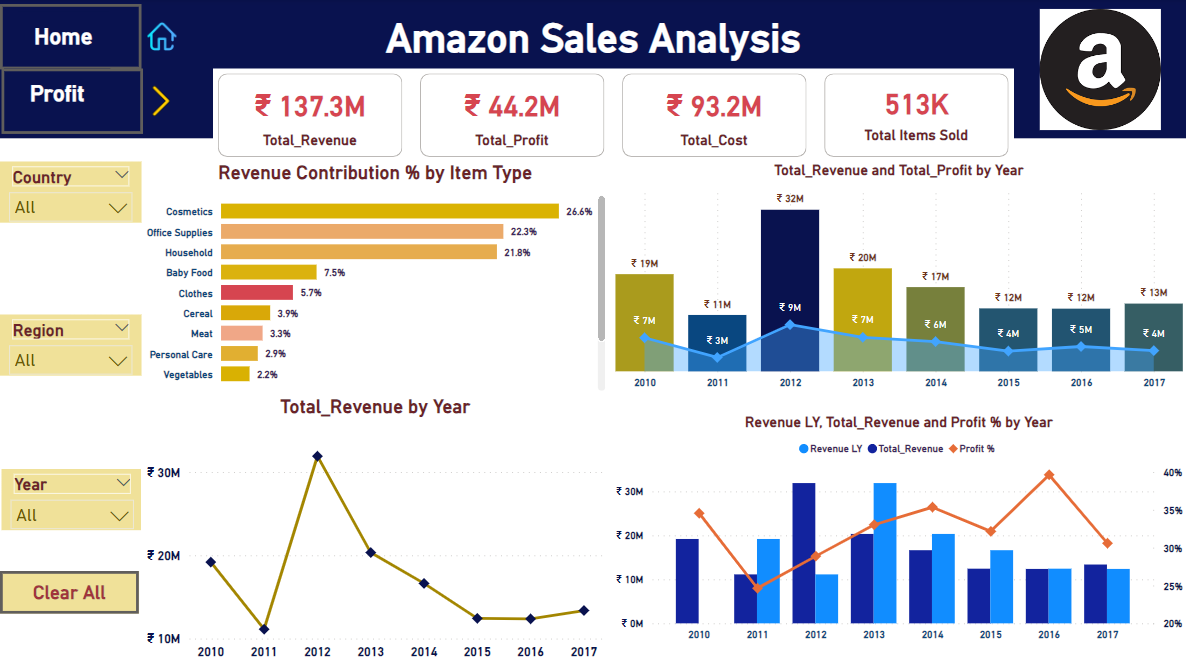 Home
Profit
Amazon Sales Analysis
a
₹ 137.3M
Total_Revenue
₹ 44.2M
Total_Profit
₹ 93.2M
Total_Cost
513K
Total Items Sold
Country
All
Region
All
Year
All
Clear All
Revenue Contribution % by Item Type
Cosmetics 26.6%
Office Supplies 22.3%
Household 21.8%
Baby Food 7.5%
Clothes 5.7%
Cereal 3.9%
Meat 3.3%
Personal Care 2.9%
Vegetables 2.2%
Total_Revenue and Total_Profit by Year
₹ 19M ₹ 11M ₹ 32M ₹ 20M ₹ 17M ₹ 12M ₹ 12M ₹ 13M
₹ 7M ₹ 3M ₹ 9M ₹ 7M ₹ 6M ₹ 4M ₹ 5M ₹ 4M
2010 2011 2012 2013 2014 2015 2016 2017
Total_Revenue by Year
₹ 30M
₹ 20M
₹ 10M
2010 2011 2012 2013 2014 2015 2016 2017
Revenue LY, Total_Revenue and Profit % by Year
Revenue LY Total_Revenue Profit %
₹ 30M
₹ 20M
₹ 10M
₹ 0M
40%
35%
30%
25%
20%
2010 2011 2012 2013 2014 2015 2016 2017